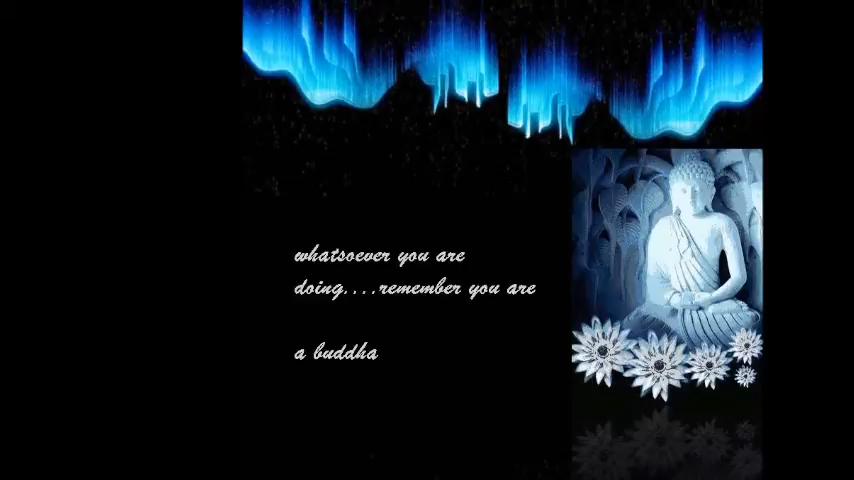 whatsoever you are
doing....remember you are
a buddha